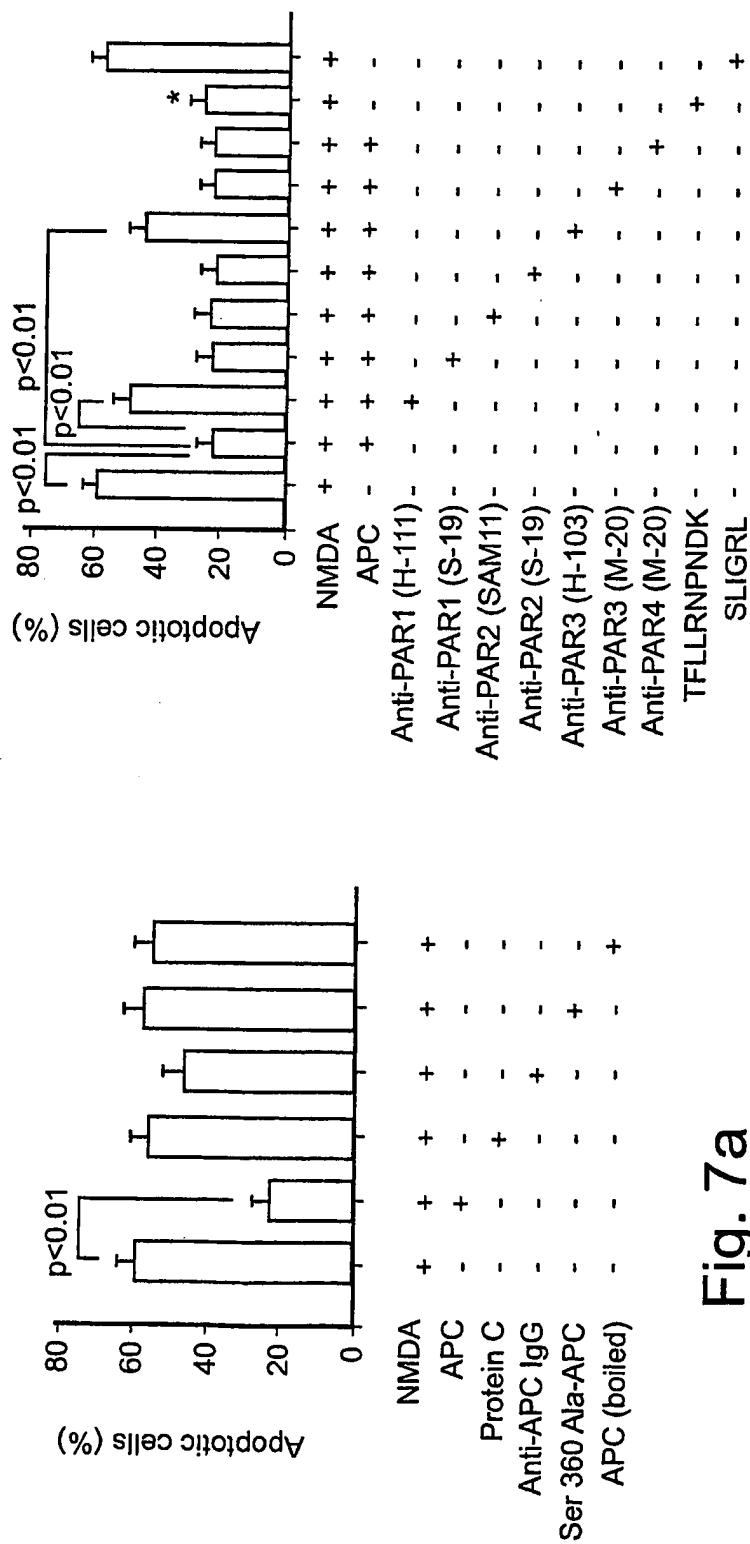 Apoptotic cells (%)
80
60
40
20
0
p<0.01
NMDA + + + + + +
APC - + - - - -
Protein C - - + - - -
Anti-APC IgG - - - + - -
Ser 360 Ala-APC - - - - + -
APC (boiled) - - - - - +
Fig. 7a
Apoptotic cells (%)
80
60
40
20
0
p<0.01
p<0.01
p<0.01
*
NMDA + + + + + + + + + + +
APC - + + + + + + + + - -
Anti-PAR1 (H-111) - - + - - - - - - - -
Anti-PAR1 (S-19) - - - + - - - - - - -
Anti-PAR2 (SAM11) - - - - + - - - - - -
Anti-PAR2 (S-19) - - - - - + - - - - -
Anti-PAR3 (H-103) - - - - - - + - - - -
Anti-PAR3 (M-20) - - - - - - - + - - -
Anti-PAR4 (M-20) - - - - - - - - + - -
TFLLRNPNDK - - - - - - - - - + -
SLIGRL - - - - - - - - - - +